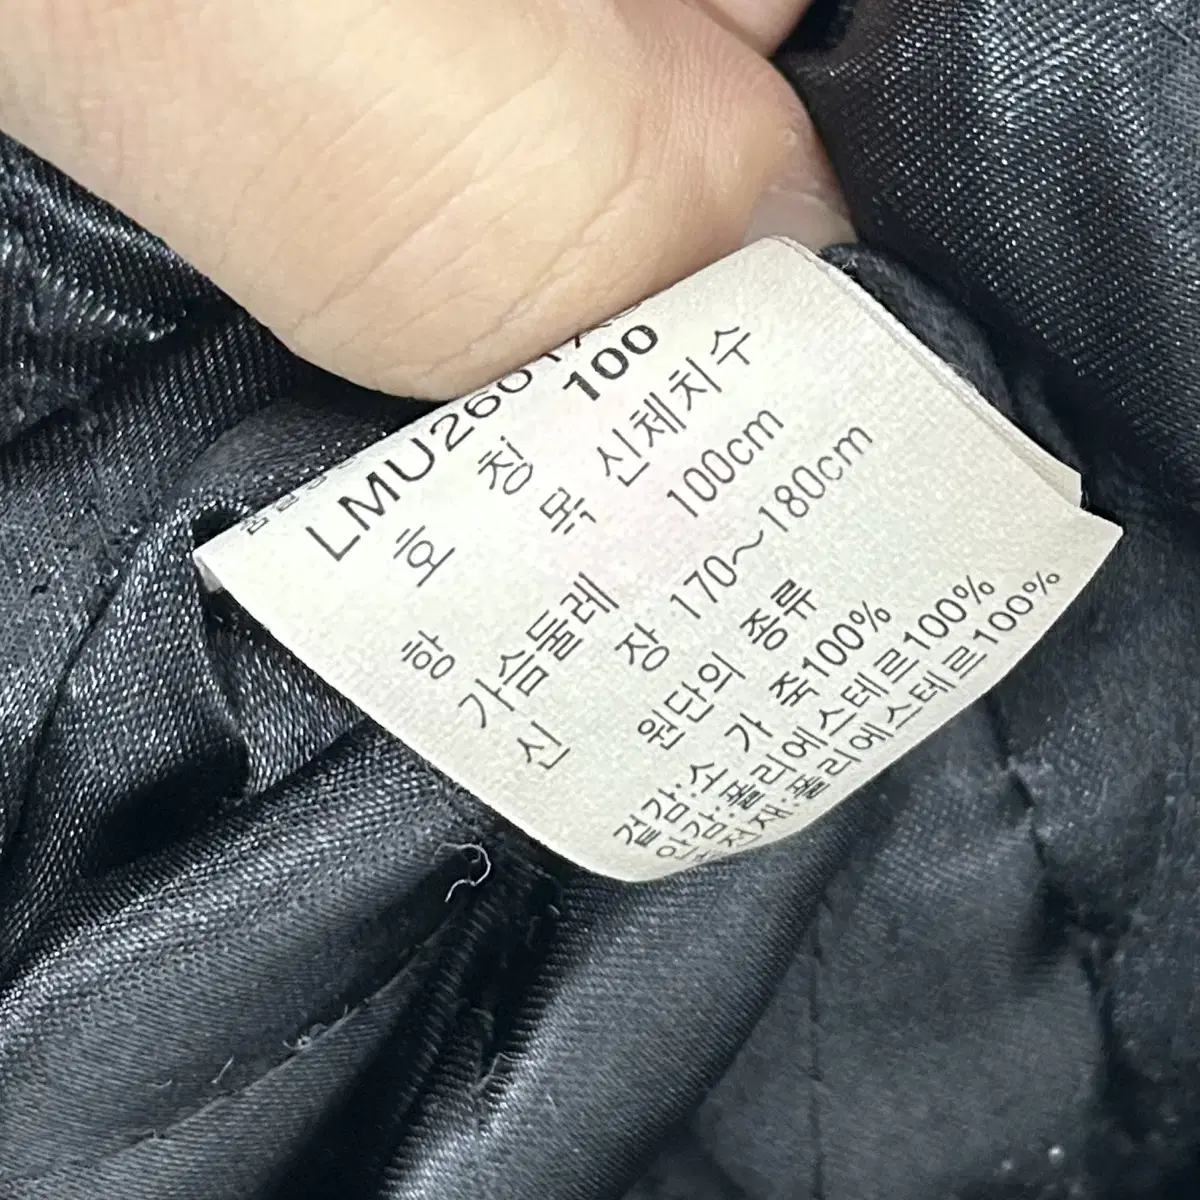 LMU2601
호 칭 100
항 목 신체치수
가슴둘레 100cm
신 장 170~180cm
원단의 종류
겉감:소 가 죽100%
안감:폴리에스테르100%
충전재:폴리에스테르100%